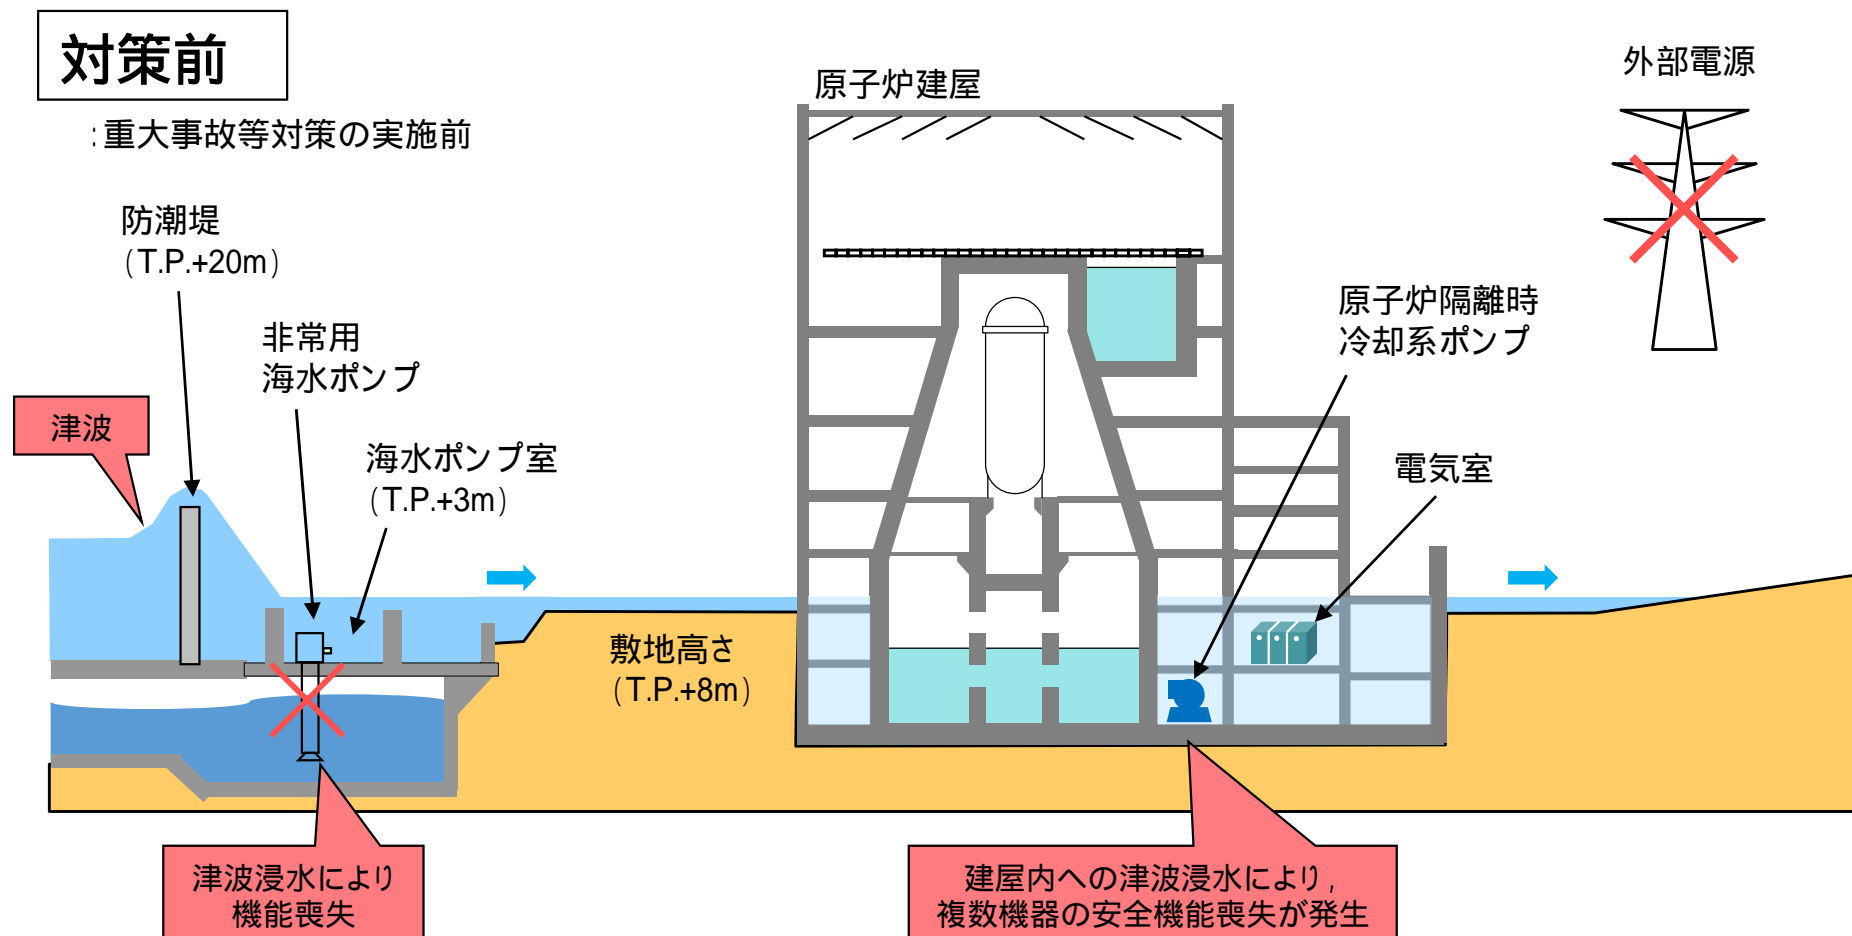 対策前
:重大事故等対策の実施前
原子炉建屋
外部電源
防潮堤
(T.P.+20m)
非常用
海水ポンプ
津波
海水ポンプ室
(T.P.+3m)
原子炉隔離時
冷却系ポンプ
電気室
敷地高さ
(T.P.+8m)
津波浸水により
機能喪失
建屋内への津波浸水により,
複数機器の安全機能喪失が発生